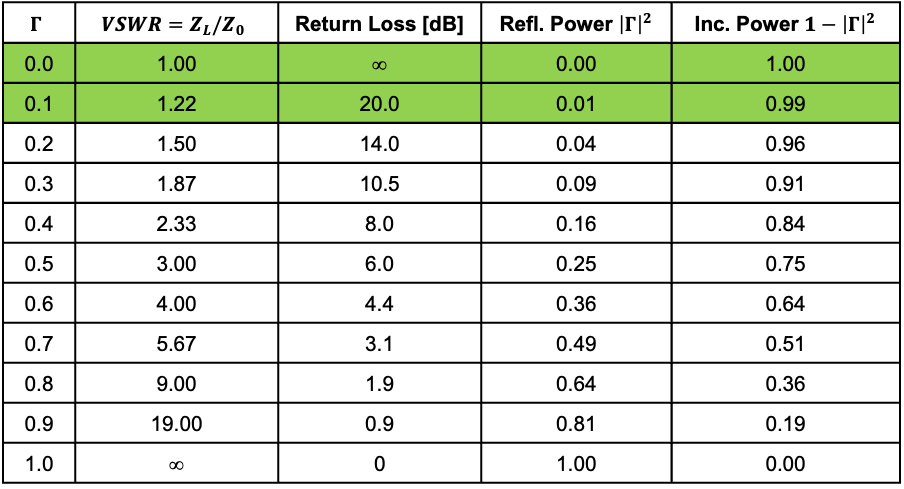 Γ VSWR = Z_L/Z_0 Return Loss [dB] Refl. Power |Γ|² Inc. Power 1 − |Γ|²
0.0 1.00 ∞ 0.00 1.00
0.1 1.22 20.0 0.01 0.99
0.2 1.50 14.0 0.04 0.96
0.3 1.87 10.5 0.09 0.91
0.4 2.33 8.0 0.16 0.84
0.5 3.00 6.0 0.25 0.75
0.6 4.00 4.4 0.36 0.64
0.7 5.67 3.1 0.49 0.51
0.8 9.00 1.9 0.64 0.36
0.9 19.00 0.9 0.81 0.19
1.0 ∞ 0 1.00 0.00